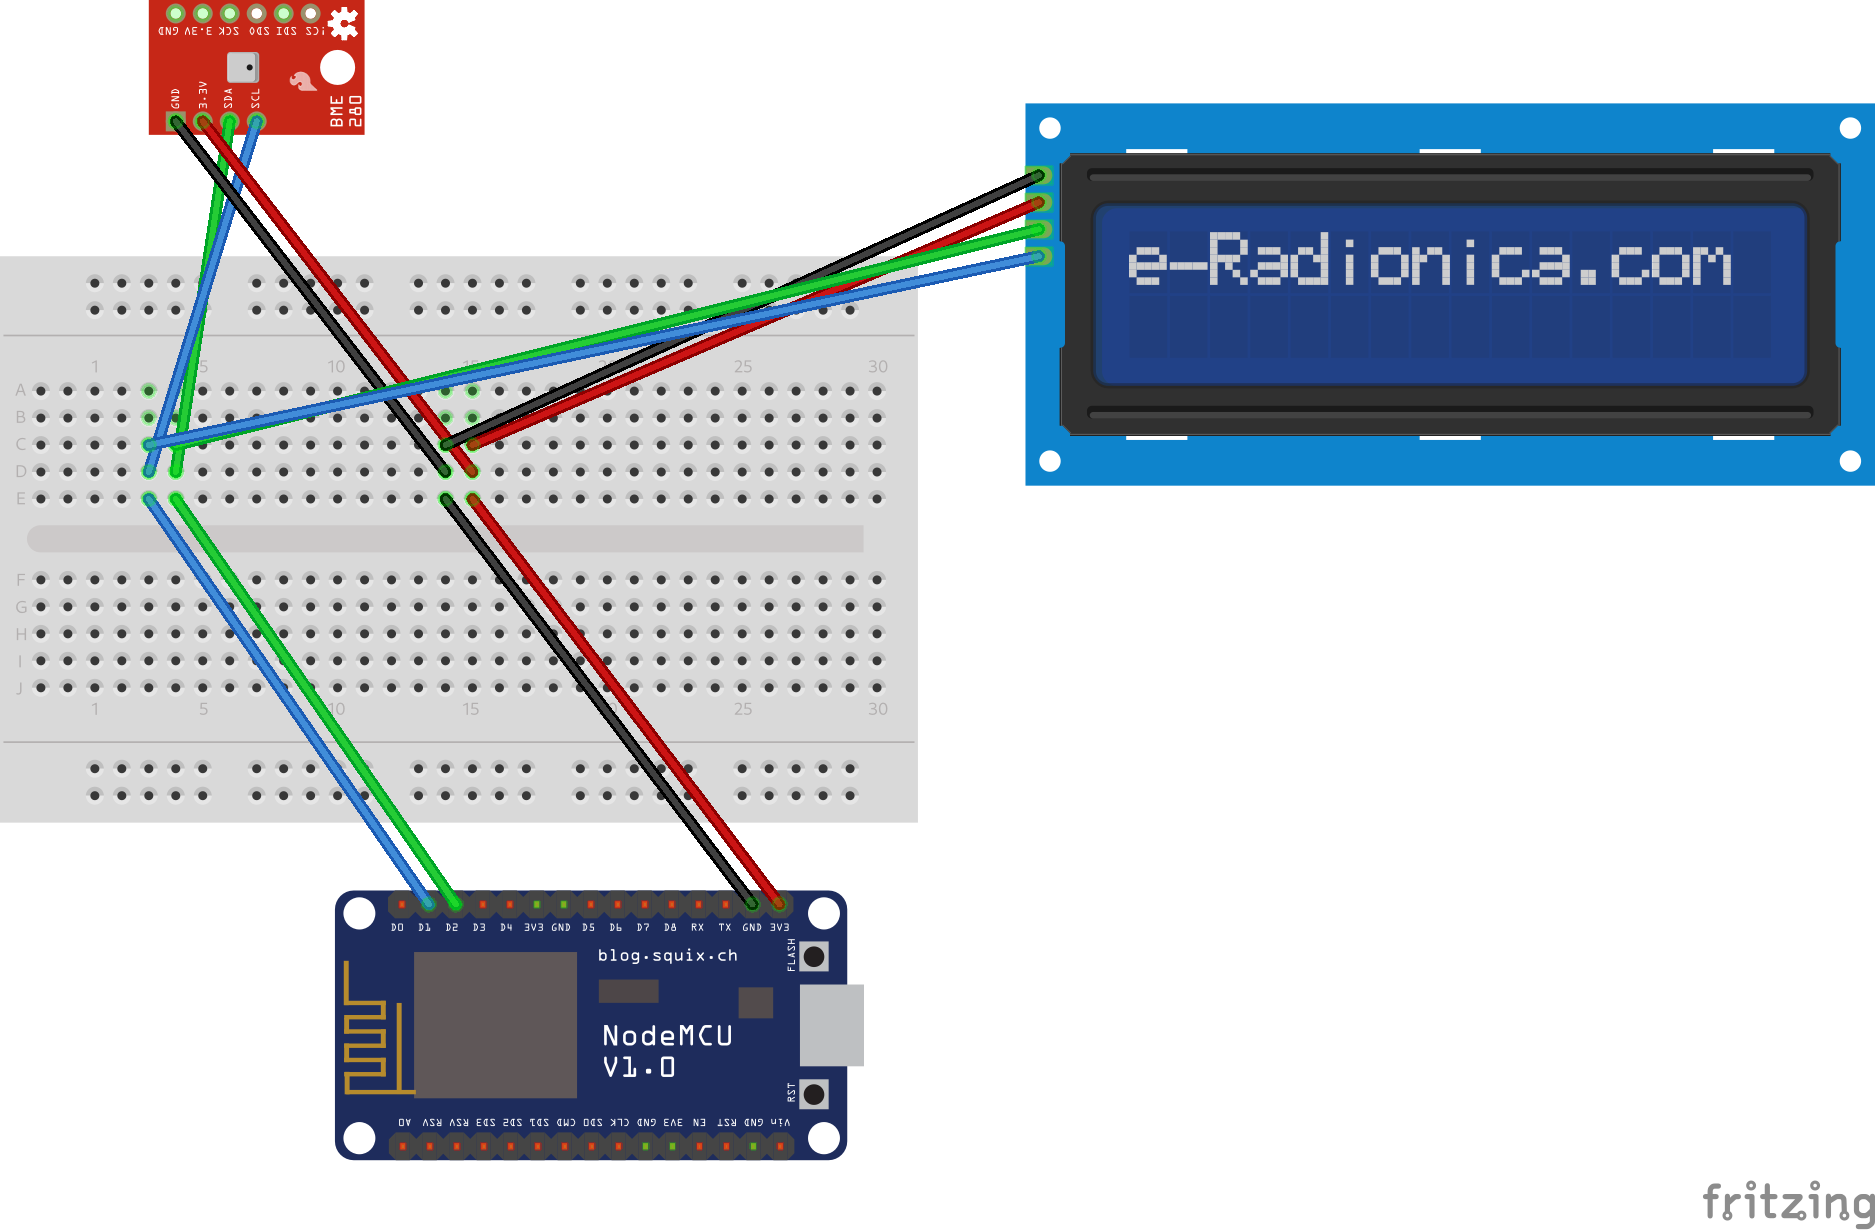 GND 3.3V SCK SDO SDI !CS
GND 3.3V SDA SCL
BME
280
e-Radionica.com
1 5 10 15 25 30
A
B
C
D
E
F
G
H
I
J
1 5 10 15 25 30
D0 D1 D2 D3 D4 3V3 GND D5 D6 D7 D8 RX TX GND 3V3
blog.squix.ch
FLASH
NodeMCU
V1.0
RST
A0 RSV RSV SD3 SD2 SD1 CMD SD0 CLK GND 3V3 EN RST GND Vin
fritzing